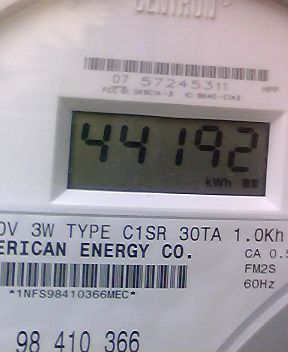 CENTRON
07 57245311
44192
kWh
0V 3W TYPE C1SR 30TA 1.0Kh
ERICAN ENERGY CO.
CA 0.5
FM2S
60Hz
*1NFS98410366MEC*
98 410 366